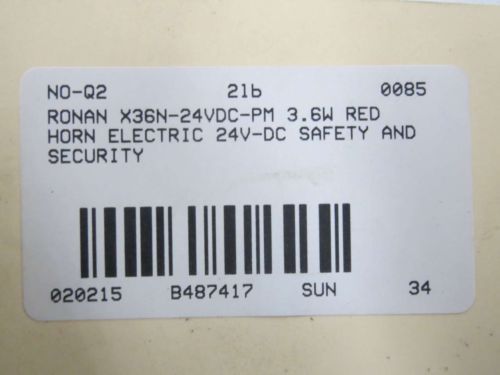 NO-Q2 2lb 0085
RONAN X36N-24VDC-PM 3.6W RED
HORN ELECTRIC 24V-DC SAFETY AND
SECURITY
020215 B487417 SUN 34